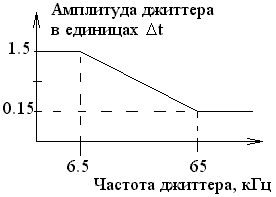 Амплитуда джиттера
в единицах Δt
1.5
0.15
6.5
65
Частота джиттера, кГц